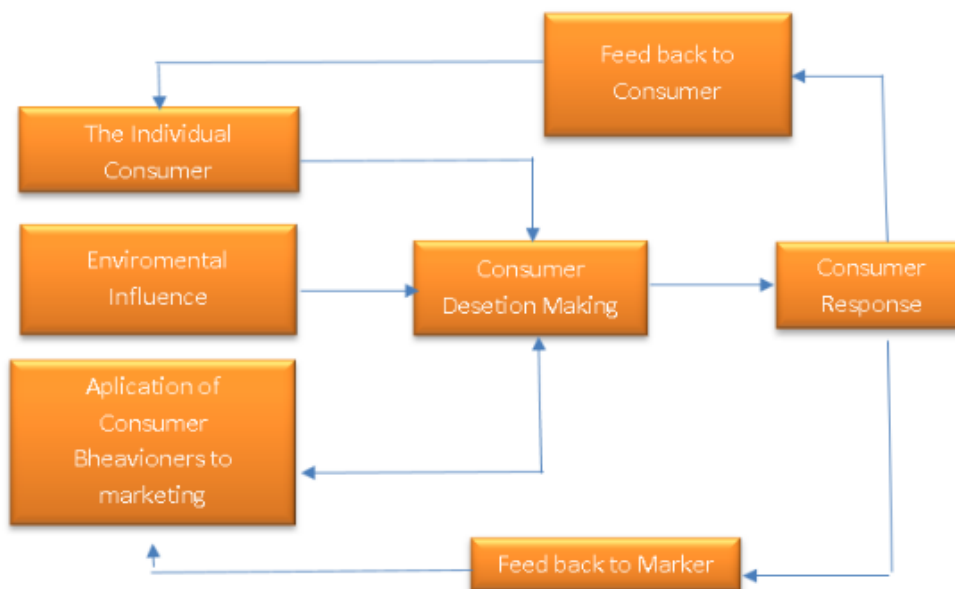 Feed back to
Consumer
The Individual
Consumer
Enviromental
Influence
Consumer
Desetion Making
Consumer
Response
Aplication of
Consumer
Bheavioners to
marketing
Feed back to Marker